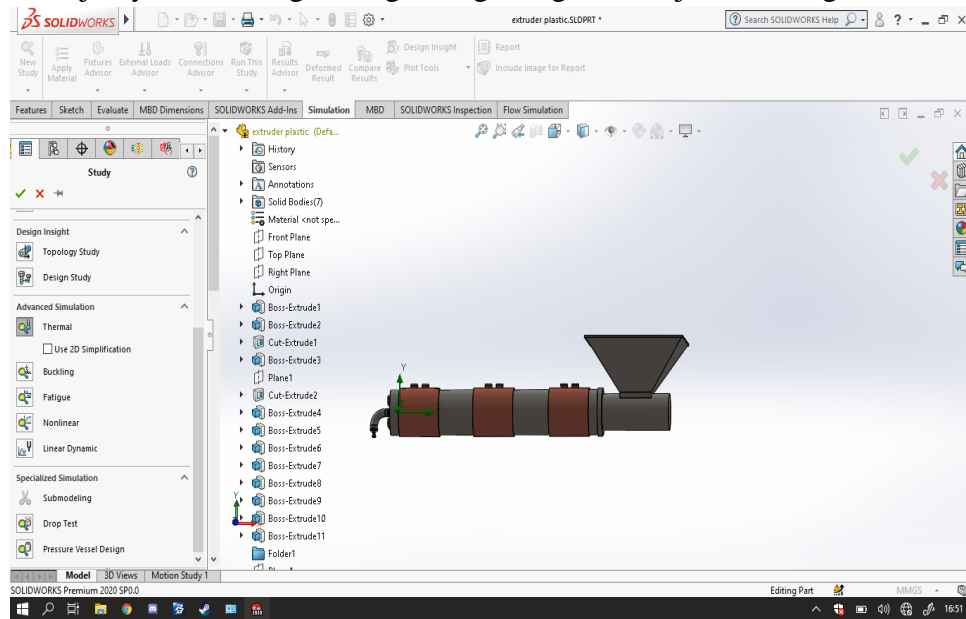 SOLIDWORKS
extruder plastic.SLDPRT *
Search SOLIDWORKS Help
New Study
Apply Material
Fixtures Advisor
External Loads Advisor
Connections Advisor
Run This Study
Results Advisor
Deformed Result
Compare Results
Design Insight
Plot Tools
Report
Include Image for Report
Features Sketch Evaluate MBD Dimensions SOLIDWORKS Add-Ins Simulation MBD SOLIDWORKS Inspection Flow Simulation
Study
Design Insight
Topology Study
Design Study
Advanced Simulation
Thermal
Use 2D Simplification
Buckling
Fatigue
Nonlinear
Linear Dynamic
Specialized Simulation
Submodeling
Drop Test
Pressure Vessel Design
extruder plastic (Defa...
History
Sensors
Annotations
Solid Bodies(7)
Material <not spe...
Front Plane
Top Plane
Right Plane
Origin
Boss-Extrude1
Boss-Extrude2
Cut-Extrude1
Boss-Extrude3
Plane1
Cut-Extrude2
Boss-Extrude4
Boss-Extrude5
Boss-Extrude6
Boss-Extrude7
Boss-Extrude8
Boss-Extrude9
Boss-Extrude10
Boss-Extrude11
Folder1
Y
Y
Model 3D Views Motion Study 1
SOLIDWORKS Premium 2020 SP0.0
Editing Part
MMGS
16:51